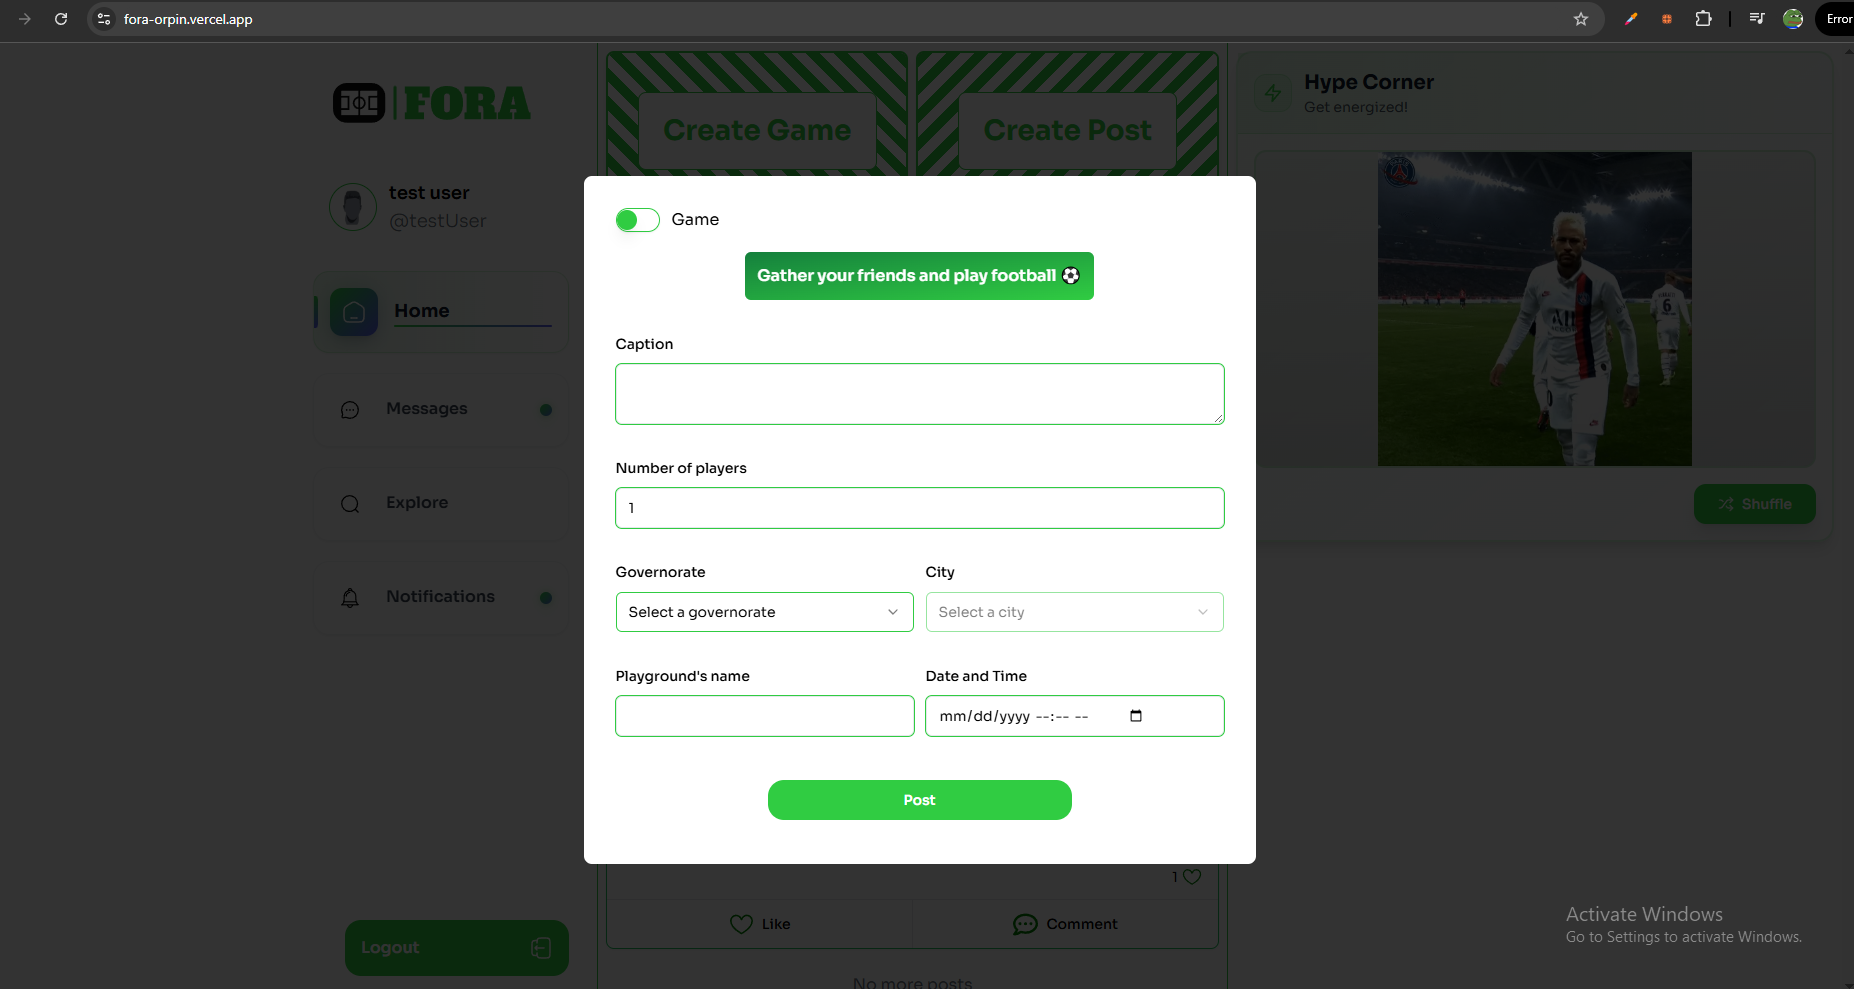 fora-orpin.vercel.app
Error
FORA
test user
@testUser
Home
Messages
Explore
Notifications
Logout
Create Game
Create Post
Game
Gather your friends and play football ⚽
Caption
Number of players
1
Governorate
City
Select a governorate
Select a city
Playground's name
Date and Time
mm/dd/yyyy --:-- --
Post
1
Like
Comment
No more posts
Hype Corner
Get energized!
6
Shuffle
Activate Windows
Go to Settings to activate Windows.